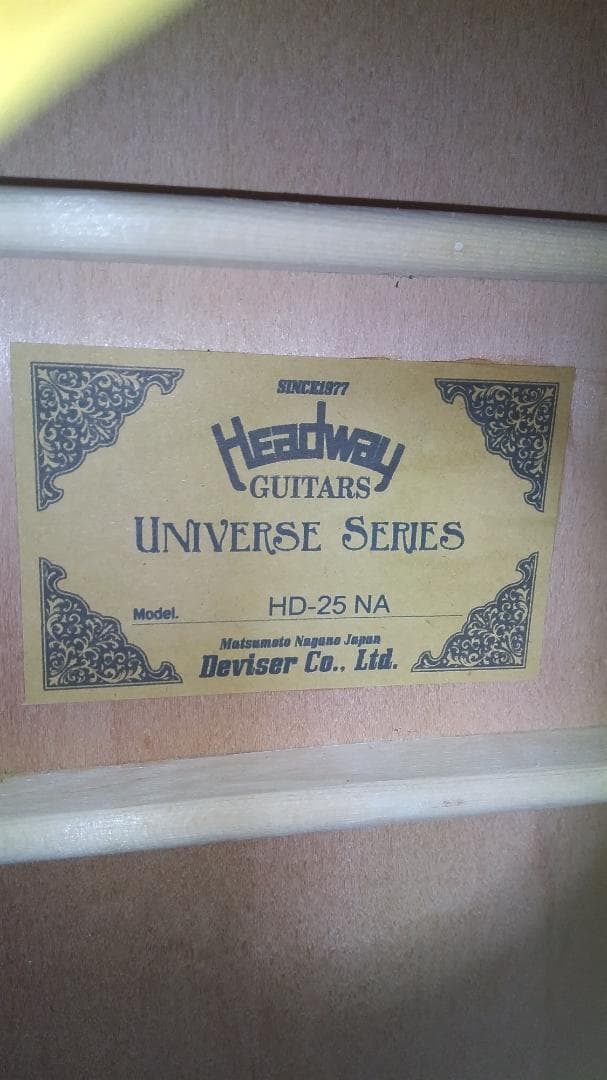 SINCE1977
Headway
GUITARS
UNIVERSE SERIES
Model. HD-25 NA
Matsumoto Nagano Japan
Deviser Co., Ltd.